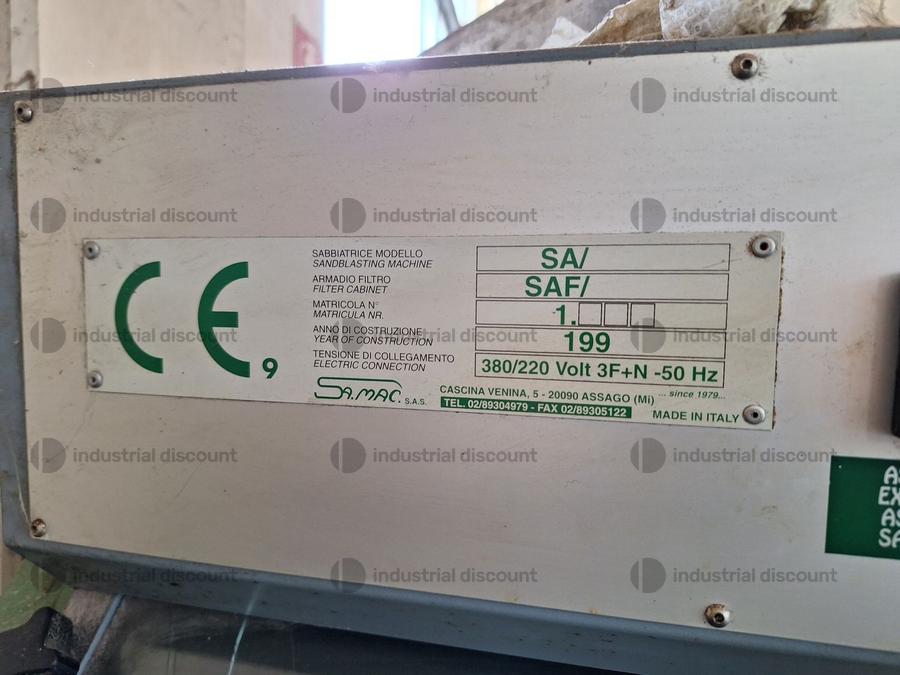 industrial discount industrial discount industrial discount
industrial discount industrial discount industrial discount
SABBIATRICE MODELLO SA/
SANDBLASTING MACHINE
ARMADIO FILTRO SAF/
FILTER CABINET
MATRICOLA N° 1.
MATRICULA NR.
ANNO DI COSTRUZIONE 199
YEAR OF CONSTRUCTION
TENSIONE DI COLLEGAMENTO 380/220 Volt 3F+N -50 Hz
ELECTRIC CONNECTION
CE 9
industrial discount industrial discount industrial discount
SA.MAC. S.A.S.
CASCINA VENINA, 5 - 20090 ASSAGO (Mi) ... since 1979...
TEL. 02/89304979 - FAX 02/89305122 MADE IN ITALY
industrial discount industrial discount industrial discount
industrial discount industrial discount industrial discount